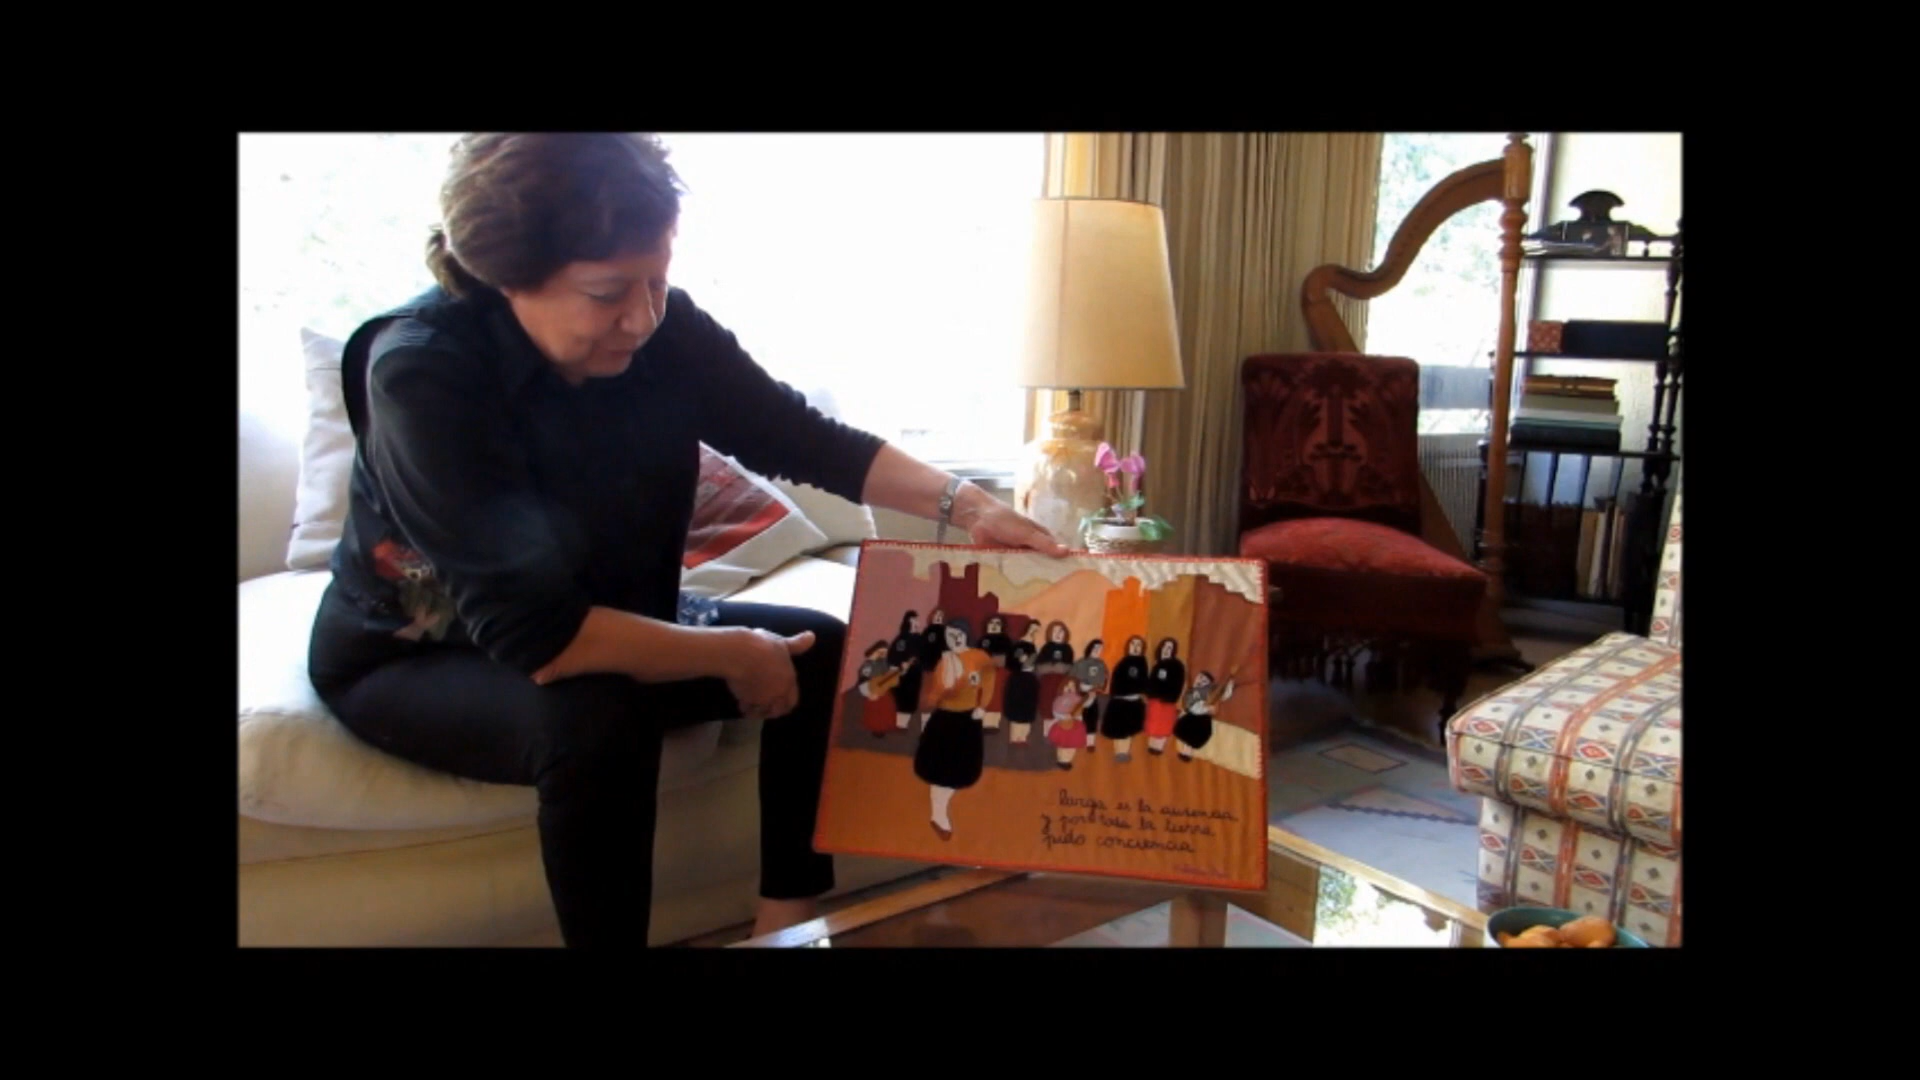 ...larga es la ausencia
y por toda la tierra
pido conciencia